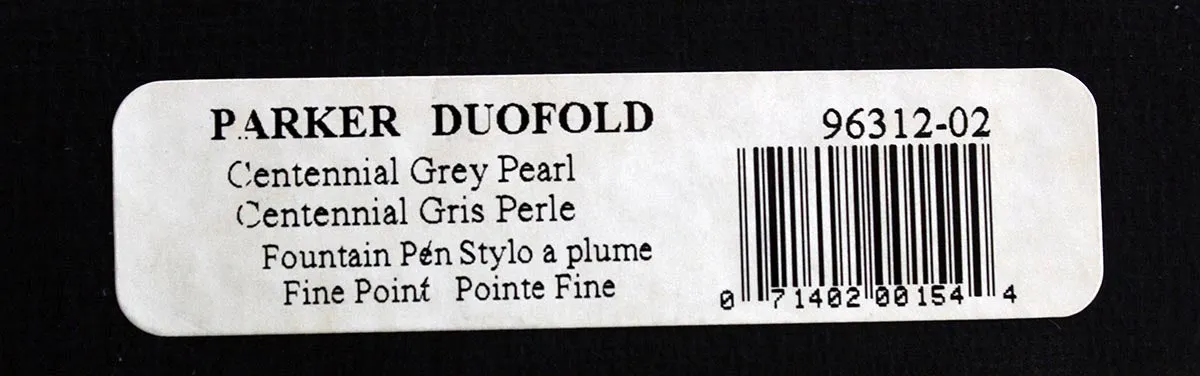 PARKER DUOFOLD
Centennial Grey Pearl
Centennial Gris Perle
Fountain Pen Stylo a plume
Fine Point Pointe Fine
96312-02
0 71402 00154 4